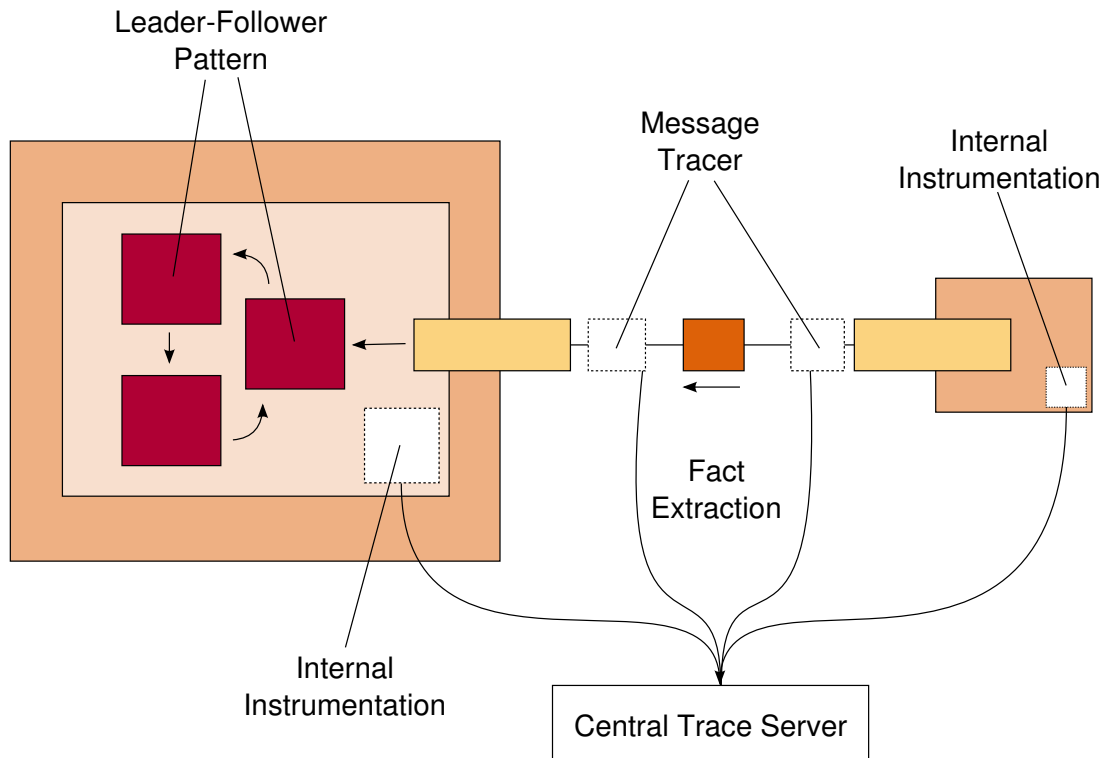 Leader-Follower
Pattern
Message
Tracer
Internal
Instrumentation
Fact
Extraction
Internal
Instrumentation
Central Trace Server